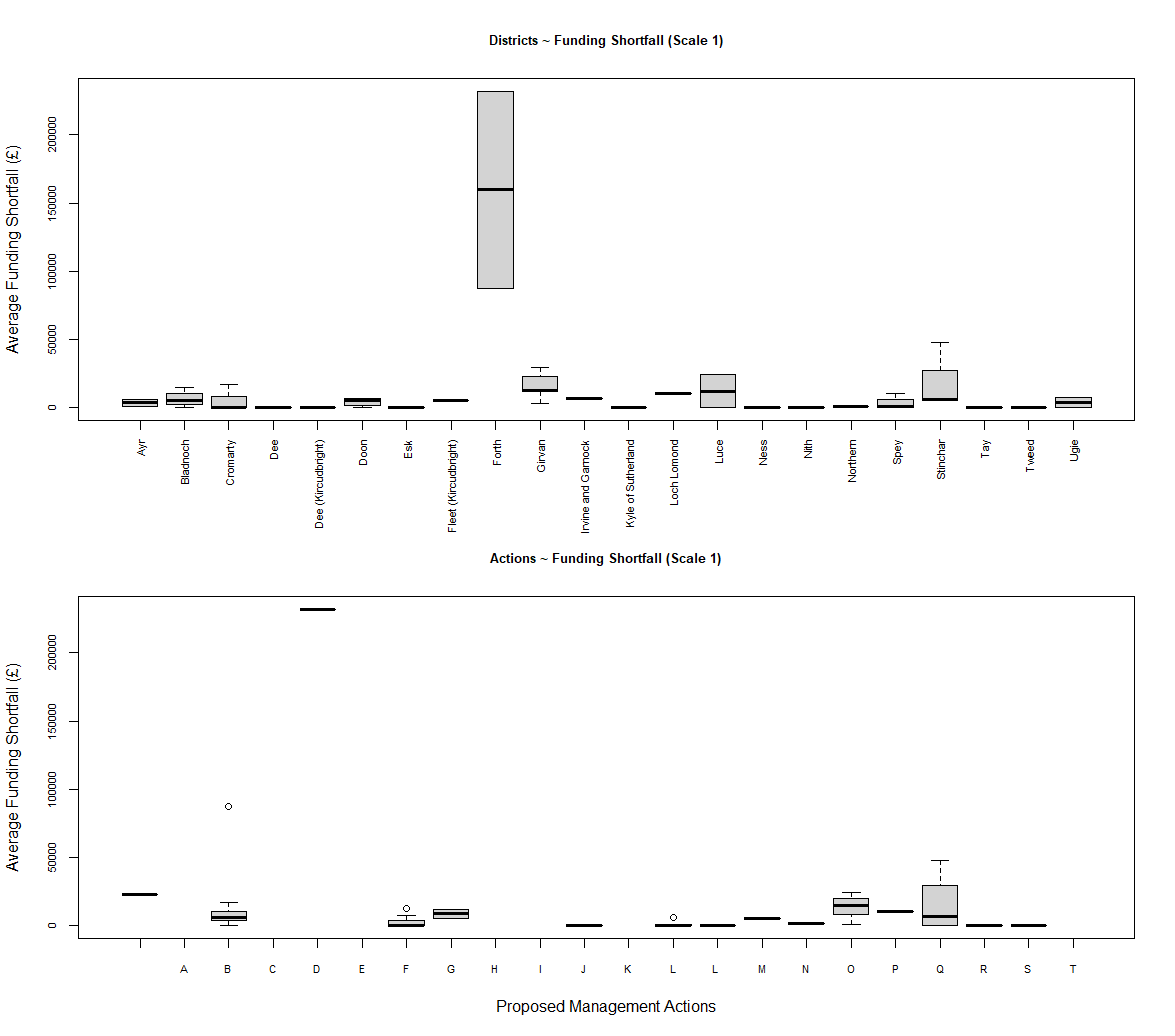 Districts ~ Funding Shortfall (Scale 1)
Average Funding Shortfall (£)
200000
150000
100000
50000
0
Ayr Bladnoch Cromarty Dee Dee (Kircudbright) Doon Esk Fleet (Kircudbright) Forth Girvan Irvine and Garnock Kyle of Sutherland Loch Lomond Luce Ness Nith Northern Spey Stinchar Tay Tweed Ugie
Actions ~ Funding Shortfall (Scale 1)
Average Funding Shortfall (£)
200000
150000
100000
50000
0
A B C D E F G H I J K L L M N O P Q R S T
Proposed Management Actions